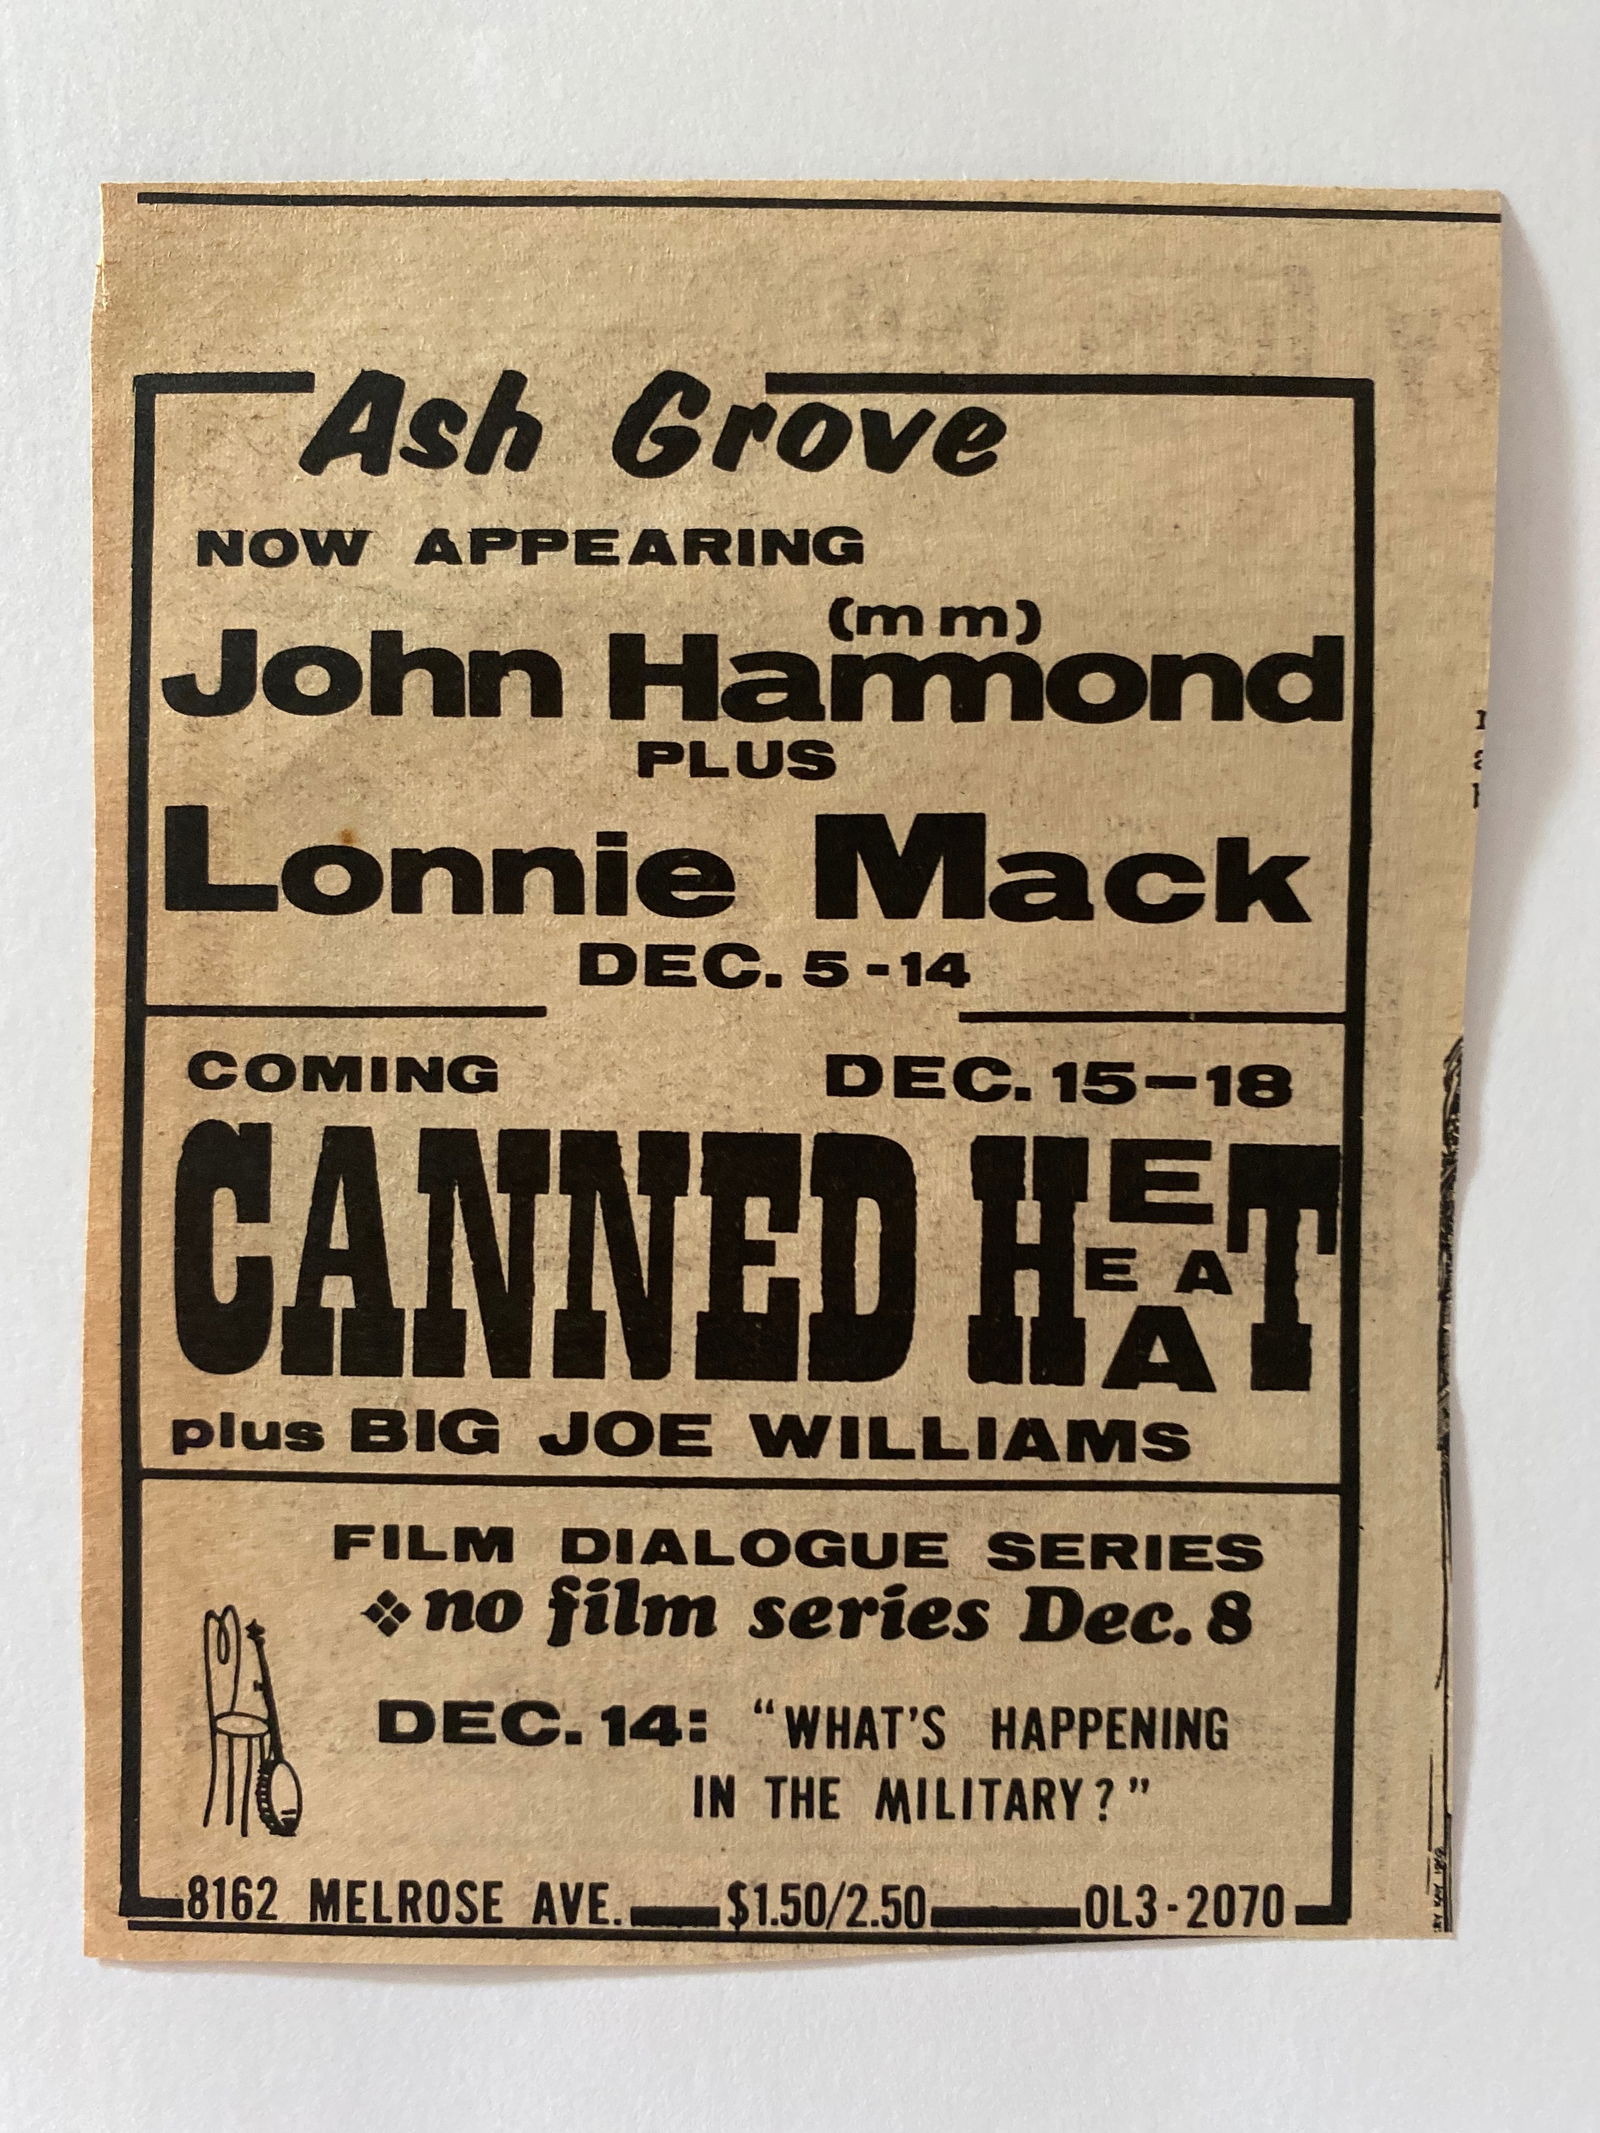 Ash Grove
NOW APPEARING
(m m)
John Hammond
PLUS
Lonnie Mack
DEC. 5-14
COMING DEC. 15-18
CANNED HEAT
E A
plus BIG JOE WILLIAMS
FILM DIALOGUE SERIES
❖ no film series Dec. 8
DEC. 14: "WHAT'S HAPPENING
IN THE MILITARY?"
8162 MELROSE AVE. $1.50/2.50 OL3-2070